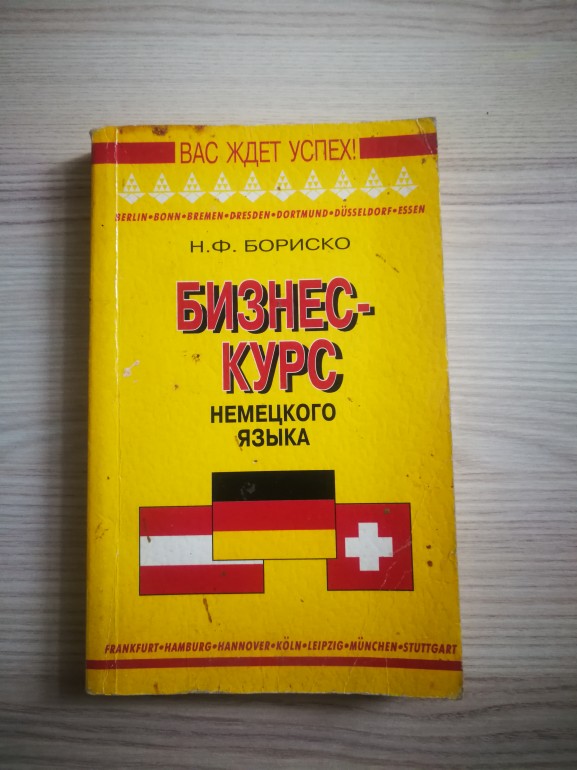 ВАС ЖДЕТ УСПЕХ!
BERLIN•BONN•BREMEN•DRESDEN•DORTMUND•DÜSSELDORF•ESSEN
Н.Ф. БОРИСКО
БИЗНЕС-
КУРС
НЕМЕЦКОГО
ЯЗЫКА
FRANKFURT•HAMBURG•HANNOVER•KÖLN•LEIPZIG•MÜNCHEN•STUTTGART